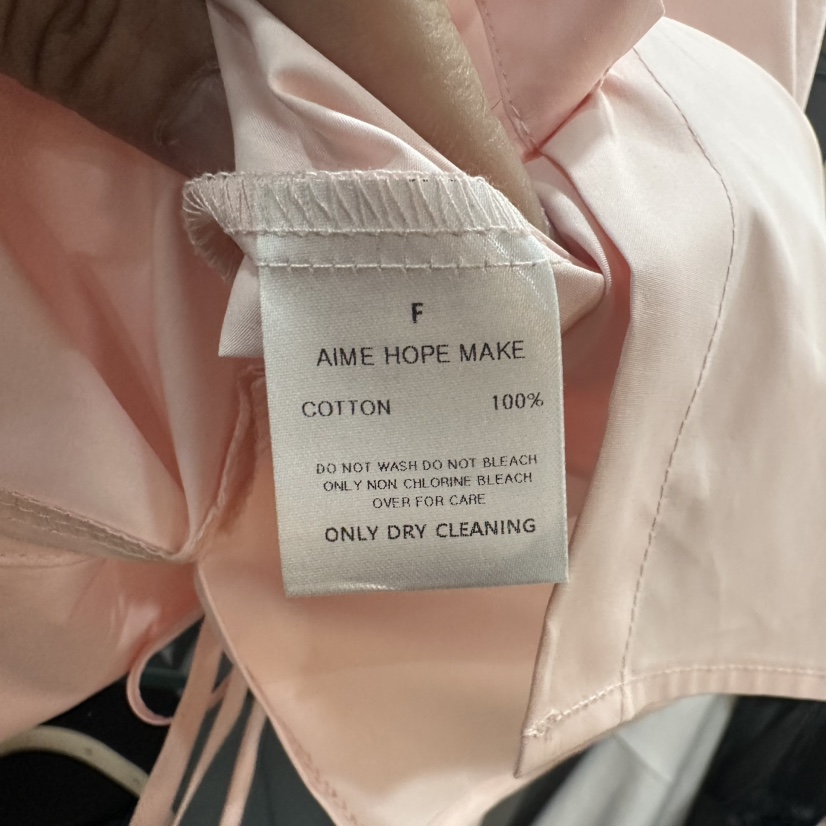 F
AIME HOPE MAKE
COTTON 100%
DO NOT WASH DO NOT BLEACH
ONLY NON CHLORINE BLEACH
OVER FOR CARE
ONLY DRY CLEANING